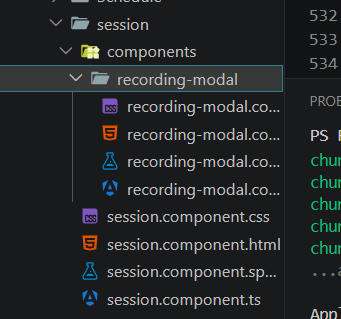 session
components
recording-modal
recording-modal.co...
recording-modal.co...
recording-modal.co...
recording-modal.co...
session.component.css
session.component.html
session.component.sp...
session.component.ts
532
533
534
PROB
PS
chun
chun
chun
chun
chun
...a
App